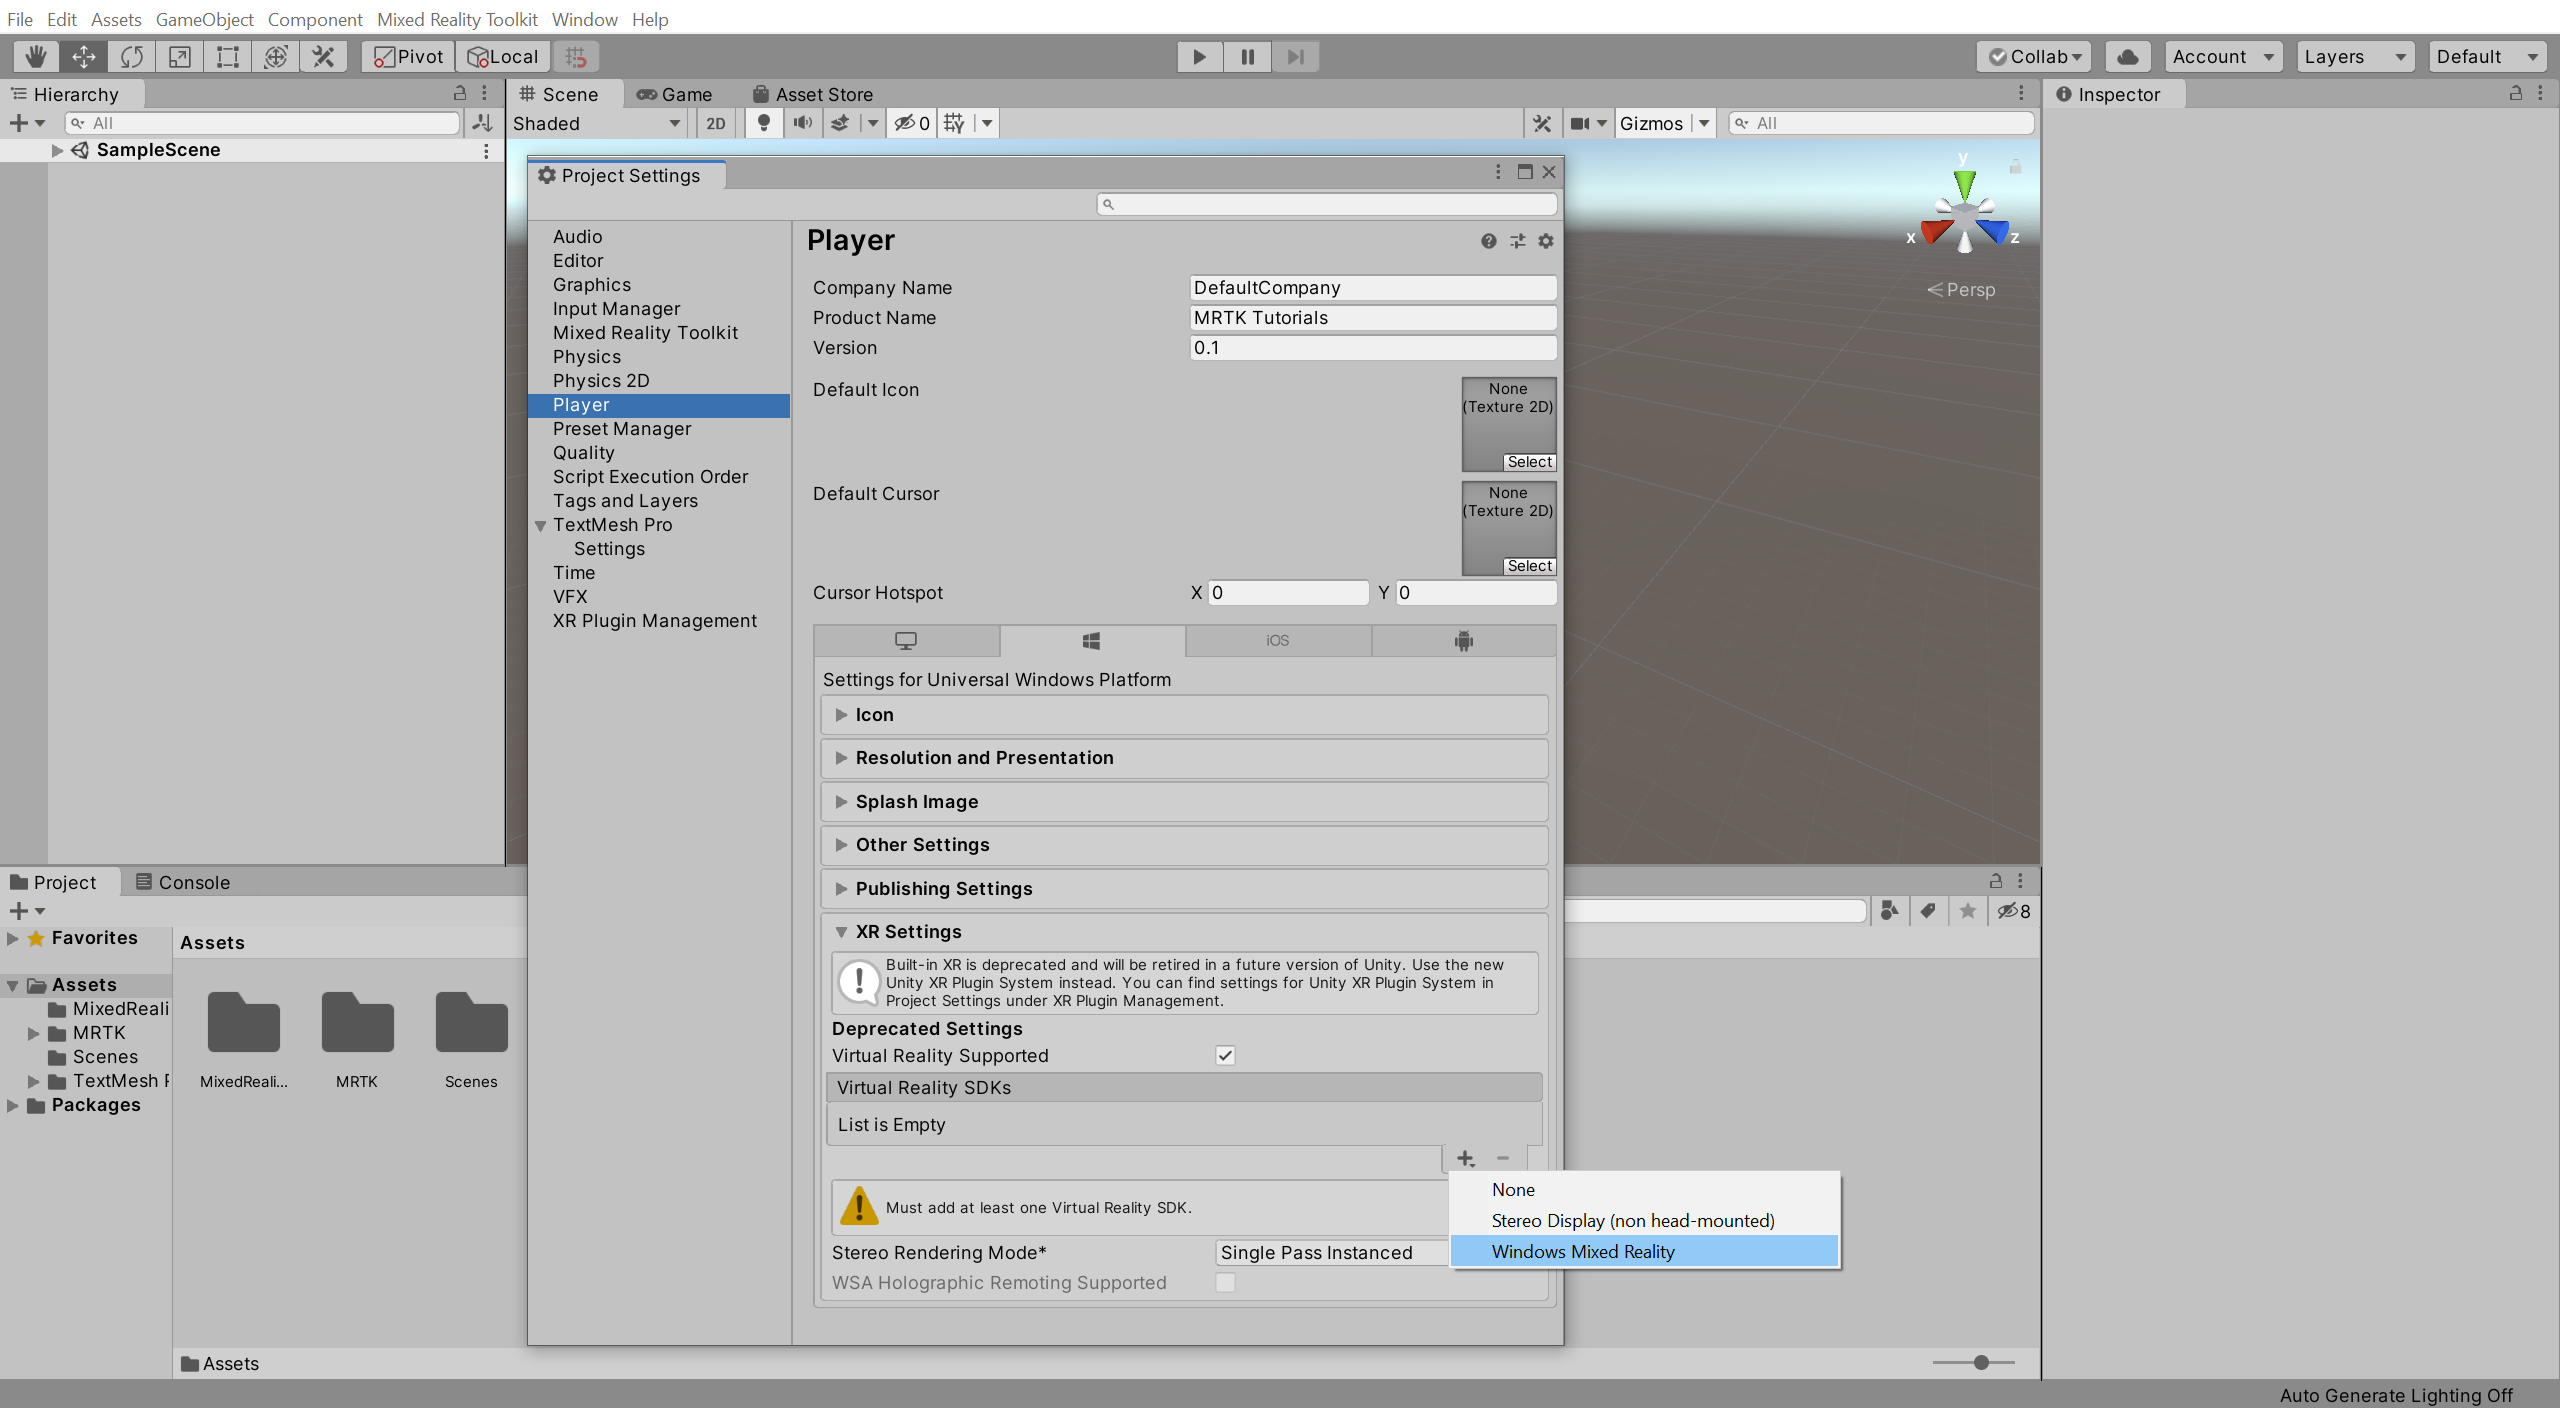 File Edit Assets GameObject Component Mixed Reality Toolkit Window Help
Pivot Local Collab Account Layers Default
Hierarchy
All
SampleScene
Scene Game Asset Store
Shaded 2D 0 Gizmos All
Inspector
y
x z
Persp
Project Settings
Audio
Editor
Graphics
Input Manager
Mixed Reality Toolkit
Physics
Physics 2D
Player
Preset Manager
Quality
Script Execution Order
Tags and Layers
TextMesh Pro
Settings
Time
VFX
XR Plugin Management
Player
Company Name DefaultCompany
Product Name MRTK Tutorials
Version 0.1
Default Icon
None
(Texture 2D)
Select
Default Cursor
None
(Texture 2D)
Select
Cursor Hotspot X 0 Y 0
iOS
Settings for Universal Windows Platform
Icon
Resolution and Presentation
Splash Image
Other Settings
Publishing Settings
XR Settings
Built-in XR is deprecated and will be retired in a future version of Unity. Use the new
Unity XR Plugin System instead. You can find settings for Unity XR Plugin System in
Project Settings under XR Plugin Management.
Deprecated Settings
Virtual Reality Supported
Virtual Reality SDKs
List is Empty
Must add at least one Virtual Reality SDK.
Stereo Rendering Mode* Single Pass Instanced
WSA Holographic Remoting Supported
None
Stereo Display (non head-mounted)
Windows Mixed Reality
Project Console
8
Favorites
Assets
MixedReali
MRTK
Scenes
TextMesh P
Packages
Assets
MixedReali... MRTK Scenes
Assets
Auto Generate Lighting Off